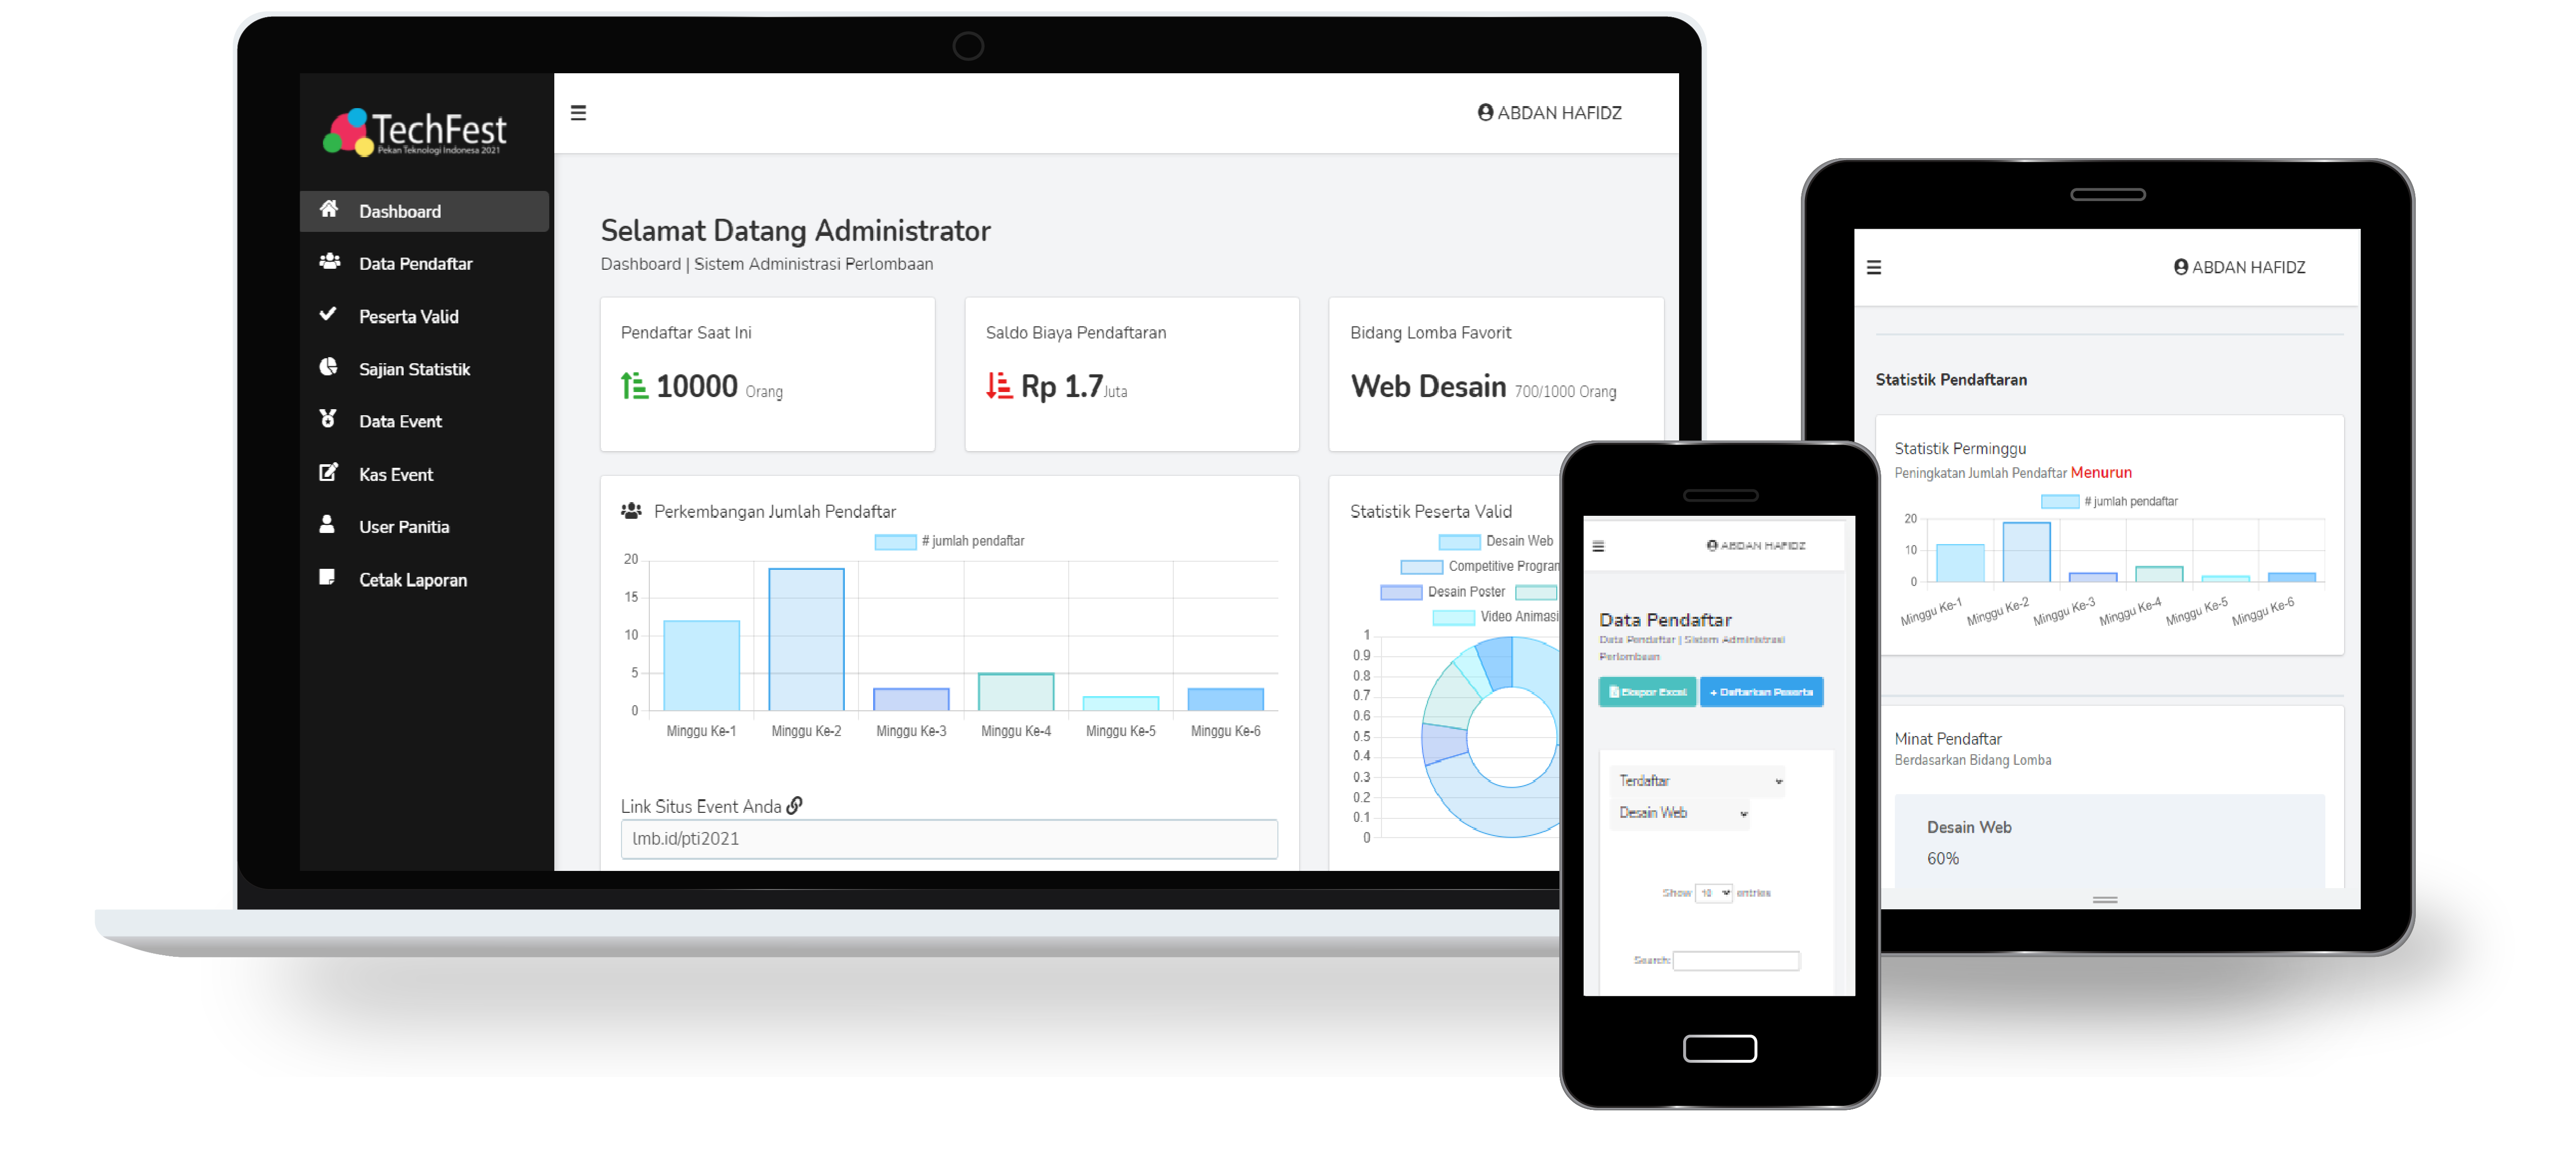 TechFest
Pekan Teknologi Indonesa 2021
Dashboard
Data Pendaftar
Peserta Valid
Sajian Statistik
Data Event
Kas Event
User Panitia
Cetak Laporan
ABDAN HAFIDZ
Selamat Datang Administrator
Dashboard | Sistem Administrasi Perlombaan
Pendaftar Saat Ini
10000 Orang
Saldo Biaya Pendaftaran
Rp 1.7Juta
Bidang Lomba Favorit
Web Desain 700/1000 Orang
Perkembangan Jumlah Pendaftar
# jumlah pendaftar
20
15
10
5
0
Minggu Ke-1 Minggu Ke-2 Minggu Ke-3 Minggu Ke-4 Minggu Ke-5 Minggu Ke-6
Link Situs Event Anda
lmb.id/pti2021
Statistik Peserta Valid
Desain Web
Competitive Progran
Desain Poster
Video Animasi
1
0.9
0.8
0.7
0.6
0.5
0.4
0.3
0.2
0.1
0
ABDAN HAFIDZ
Data Pendaftar
Data Pendaftar | Sistem Administrasi
Perlombaan
Ekspor Excel + Daftarkan Peserta
Terdaftar
Desain Web
Show 10 entries
Search:
ABDAN HAFIDZ
Statistik Pendaftaran
Statistik Perminggu
Peningkatan Jumlah Pendaftar Menurun
# jumlah pendaftar
20
10
0
Minggu Ke-1 Minggu Ke-2 Minggu Ke-3 Minggu Ke-4 Minggu Ke-5 Minggu Ke-6
Minat Pendaftar
Berdasarkan Bidang Lomba
Desain Web
60%